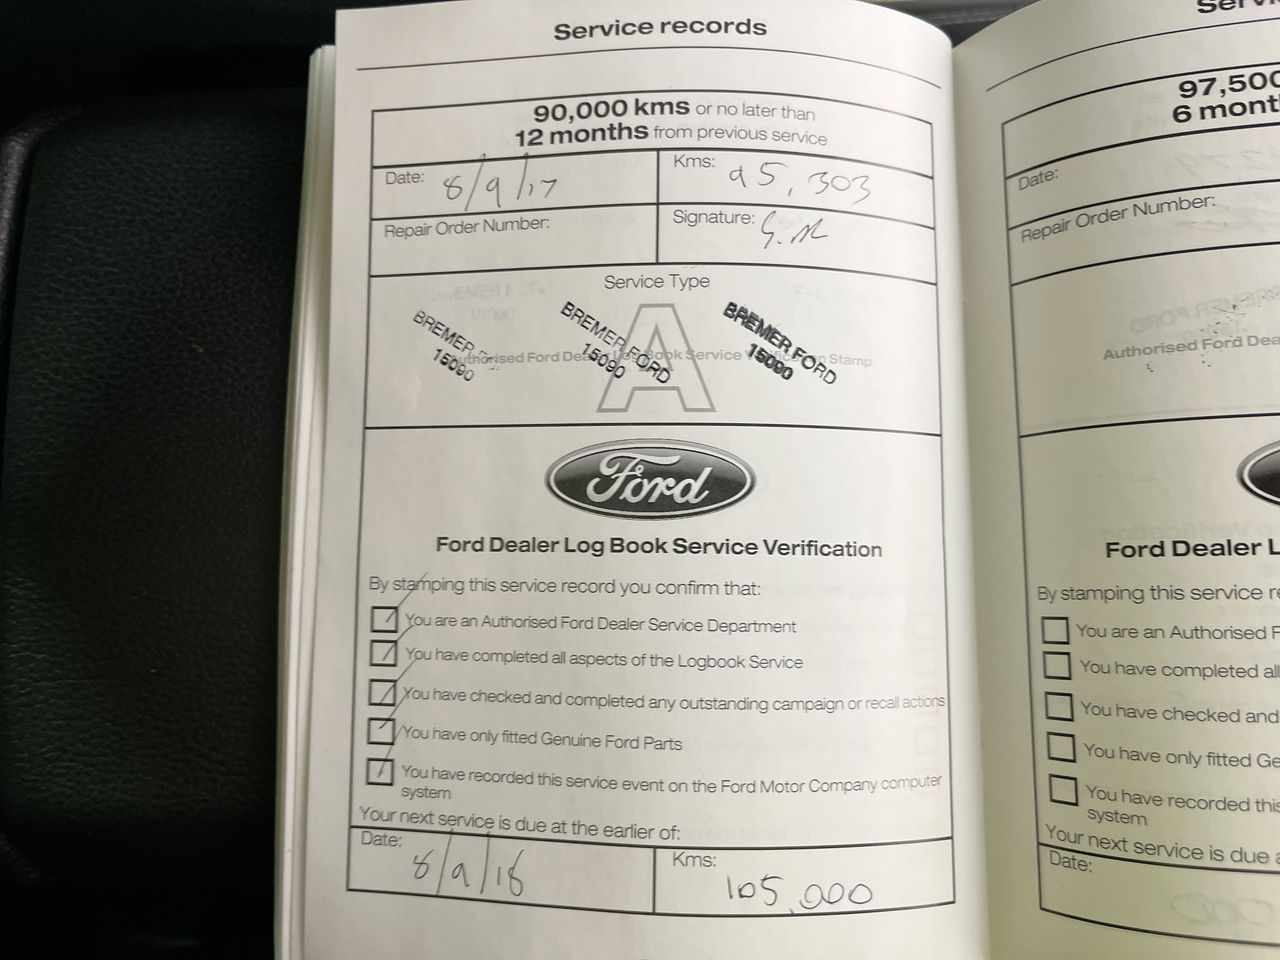 Service records
90,000 kms or no later than
12 months from previous service
Date: 8/9/17
Kms: 95,303
Repair Order Number:
Signature:
Service Type
A
BREMER
15090
BREMER FORD
15090
BREMER FORD
15090
Authorised Ford Dealer Log Book Service Verification Stamp
Ford
Ford Dealer Log Book Service Verification
By stamping this service record you confirm that:
You are an Authorised Ford Dealer Service Department
You have completed all aspects of the Logbook Service
You have checked and completed any outstanding campaign or recall actions
You have only fitted Genuine Ford Parts
You have recorded this service event on the Ford Motor Company computer
system
Your next service is due at the earlier of:
Date: 8/9/18
Kms: 105,000
97,500
6 mont
Date:
Repair Order Number:
Authorised Ford Dea
Ford Dealer L
By stamping this service re
You are an Authorised F
You have completed all
You have checked and
You have only fitted Ge
You have recorded this
system
Your next service is due a
Date: